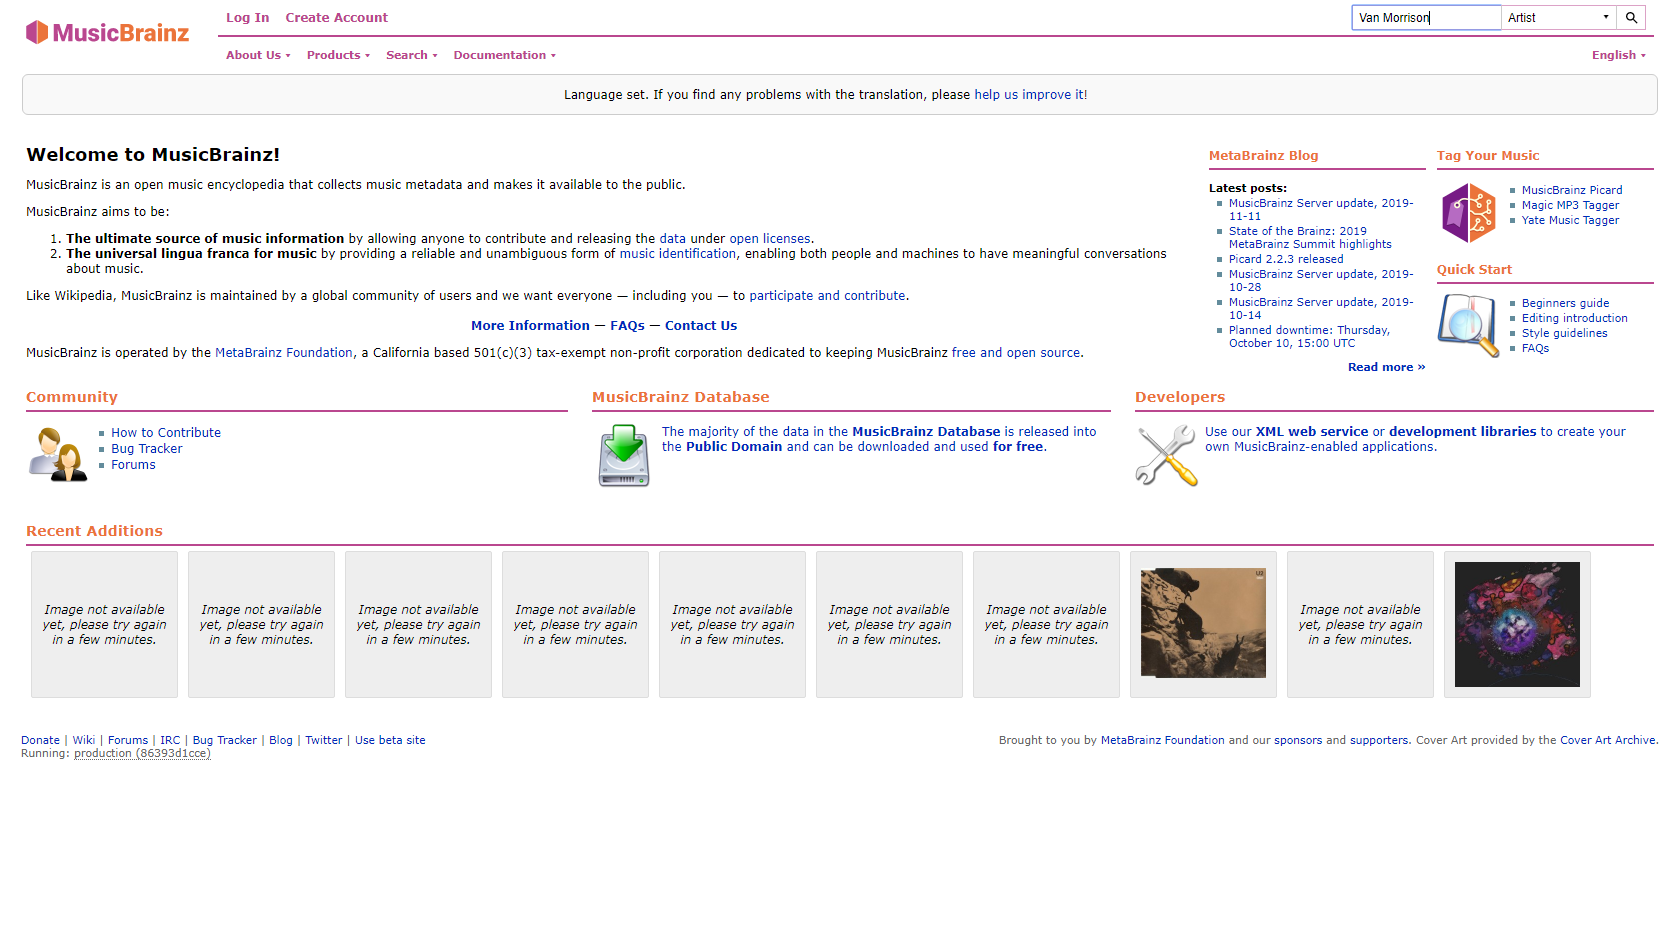 MusicBrainz
Log In Create Account
Van Morrison
Artist
About Us Products Search Documentation
English
Language set. If you find any problems with the translation, please help us improve it!
Welcome to MusicBrainz!
MusicBrainz is an open music encyclopedia that collects music metadata and makes it available to the public.
MusicBrainz aims to be:
1. The ultimate source of music information by allowing anyone to contribute and releasing the data under open licenses.
2. The universal lingua franca for music by providing a reliable and unambiguous form of music identification, enabling both people and machines to have meaningful conversations
about music.
Like Wikipedia, MusicBrainz is maintained by a global community of users and we want everyone — including you — to participate and contribute.
More Information — FAQs — Contact Us
MusicBrainz is operated by the MetaBrainz Foundation, a California based 501(c)(3) tax-exempt non-profit corporation dedicated to keeping MusicBrainz free and open source.
MetaBrainz Blog
Latest posts:
MusicBrainz Server update, 2019-
11-11
State of the Brainz: 2019
MetaBrainz Summit highlights
Picard 2.2.3 released
MusicBrainz Server update, 2019-
10-28
MusicBrainz Server update, 2019-
10-14
Planned downtime: Thursday,
October 10, 15:00 UTC
Read more »
Tag Your Music
MusicBrainz Picard
Magic MP3 Tagger
Yate Music Tagger
Quick Start
Beginners guide
Editing introduction
Style guidelines
FAQs
Community
How to Contribute
Bug Tracker
Forums
MusicBrainz Database
The majority of the data in the MusicBrainz Database is released into
the Public Domain and can be downloaded and used for free.
Developers
Use our XML web service or development libraries to create your
own MusicBrainz-enabled applications.
Recent Additions
Image not available
yet, please try again
in a few minutes.
Image not available
yet, please try again
in a few minutes.
Image not available
yet, please try again
in a few minutes.
Image not available
yet, please try again
in a few minutes.
Image not available
yet, please try again
in a few minutes.
Image not available
yet, please try again
in a few minutes.
Image not available
yet, please try again
in a few minutes.
U2
Image not available
yet, please try again
in a few minutes.
Donate | Wiki | Forums | IRC | Bug Tracker | Blog | Twitter | Use beta site
Running: production (86393d1cce)
Brought to you by MetaBrainz Foundation and our sponsors and supporters. Cover Art provided by the Cover Art Archive.